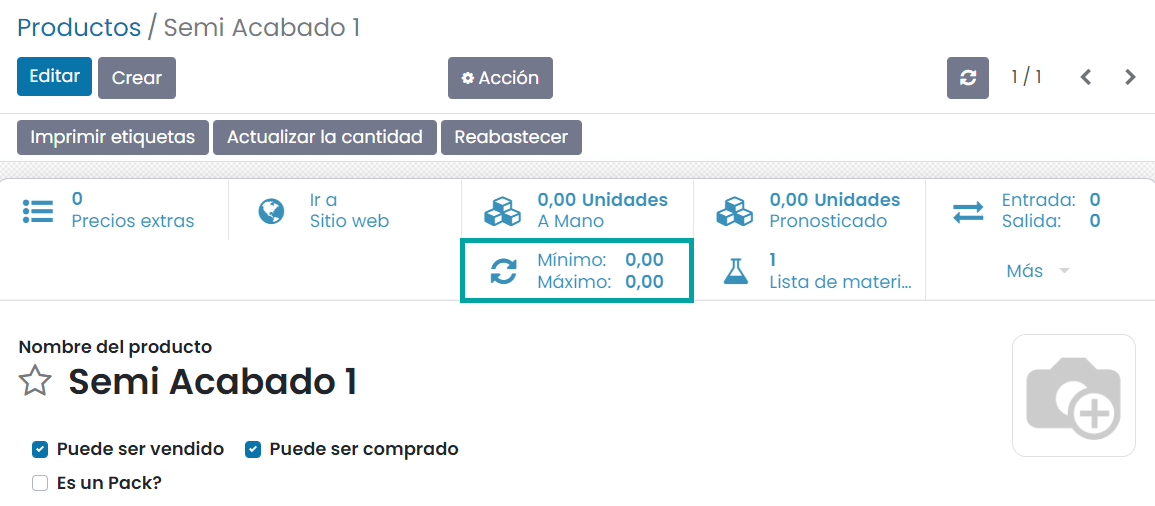 Productos / Semi Acabado 1
Editar Crear Acción 1 / 1
Imprimir etiquetas Actualizar la cantidad Reabastecer
0
Precios extras
Ir a
Sitio web
0,00 Unidades
A Mano
0,00 Unidades
Pronosticado
Entrada: 0
Salida: 0
Mínimo: 0,00
Máximo: 0,00
1
Lista de materi...
Más
Nombre del producto
Semi Acabado 1
Puede ser vendido Puede ser comprado
Es un Pack?